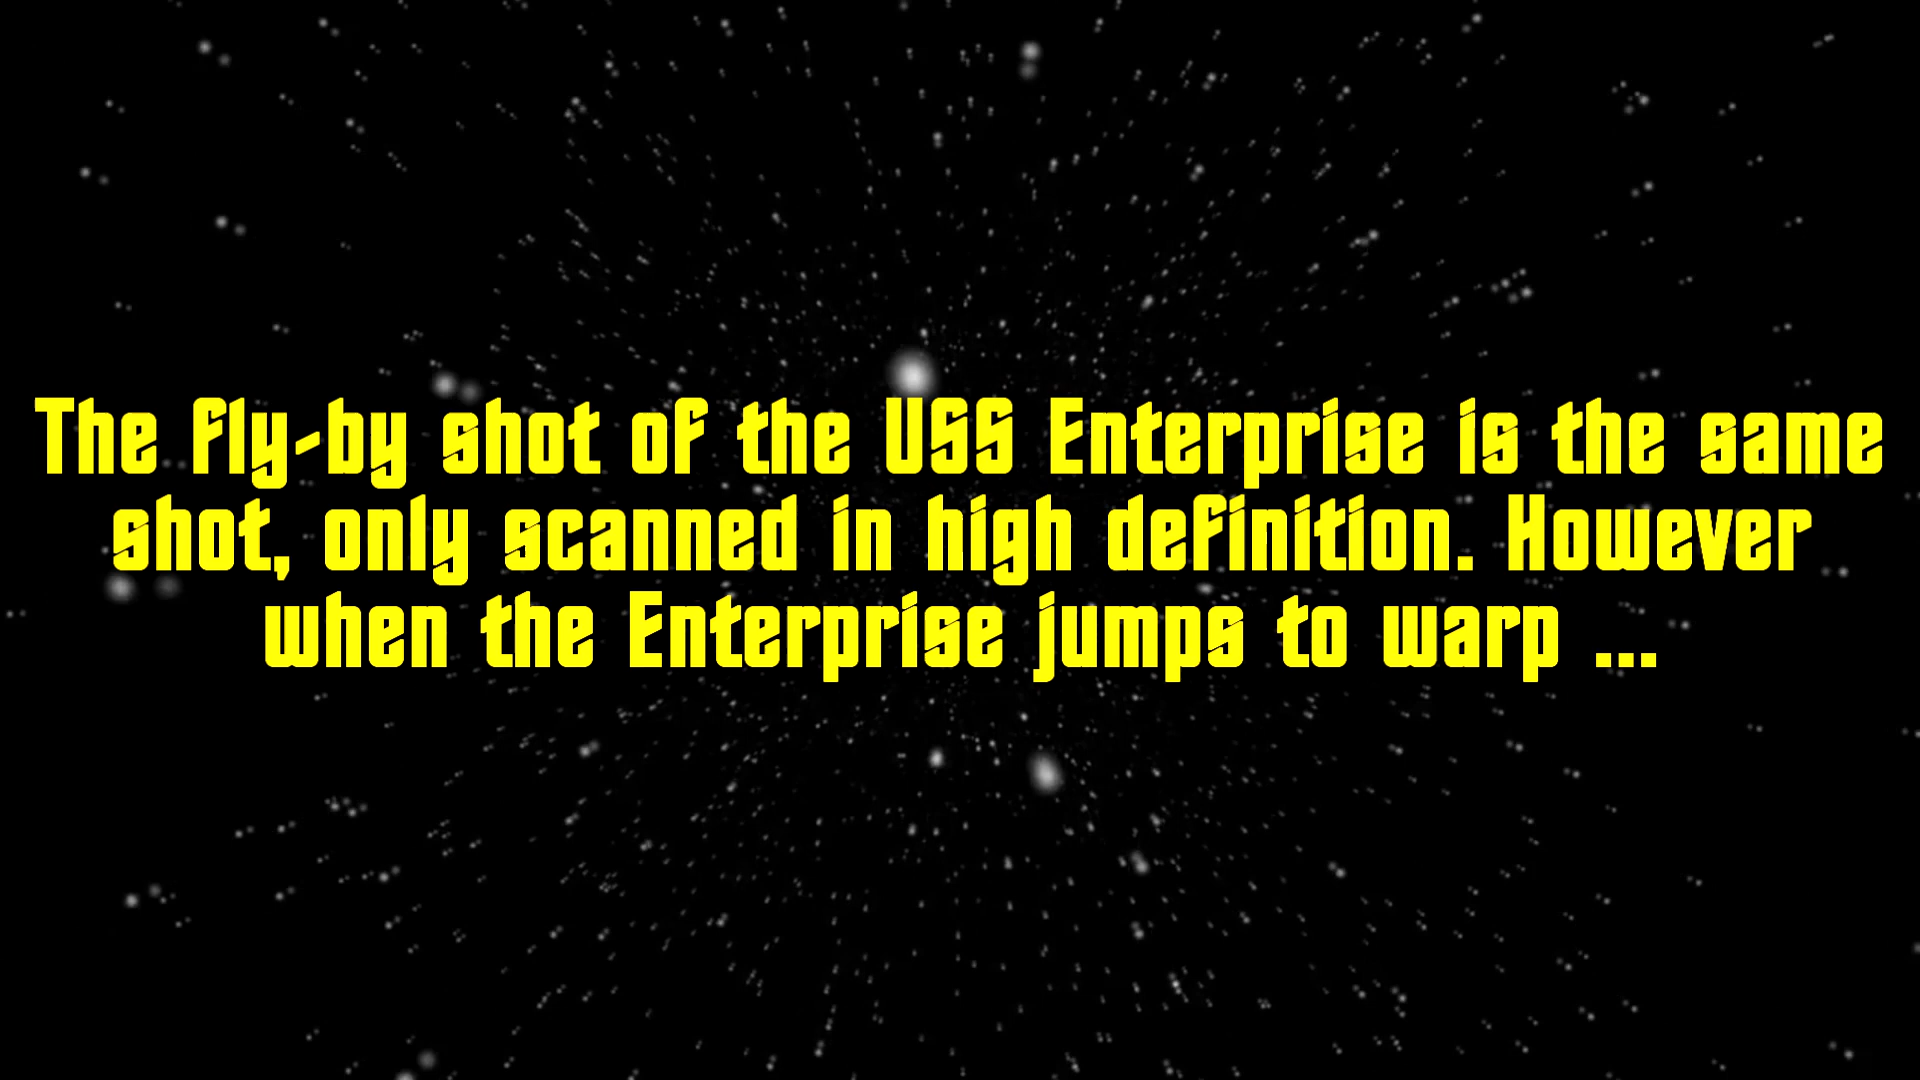 The fly-by shot of the USS Enterprise is the same
shot, only scanned in high definition. However
when the Enterprise jumps to warp ...